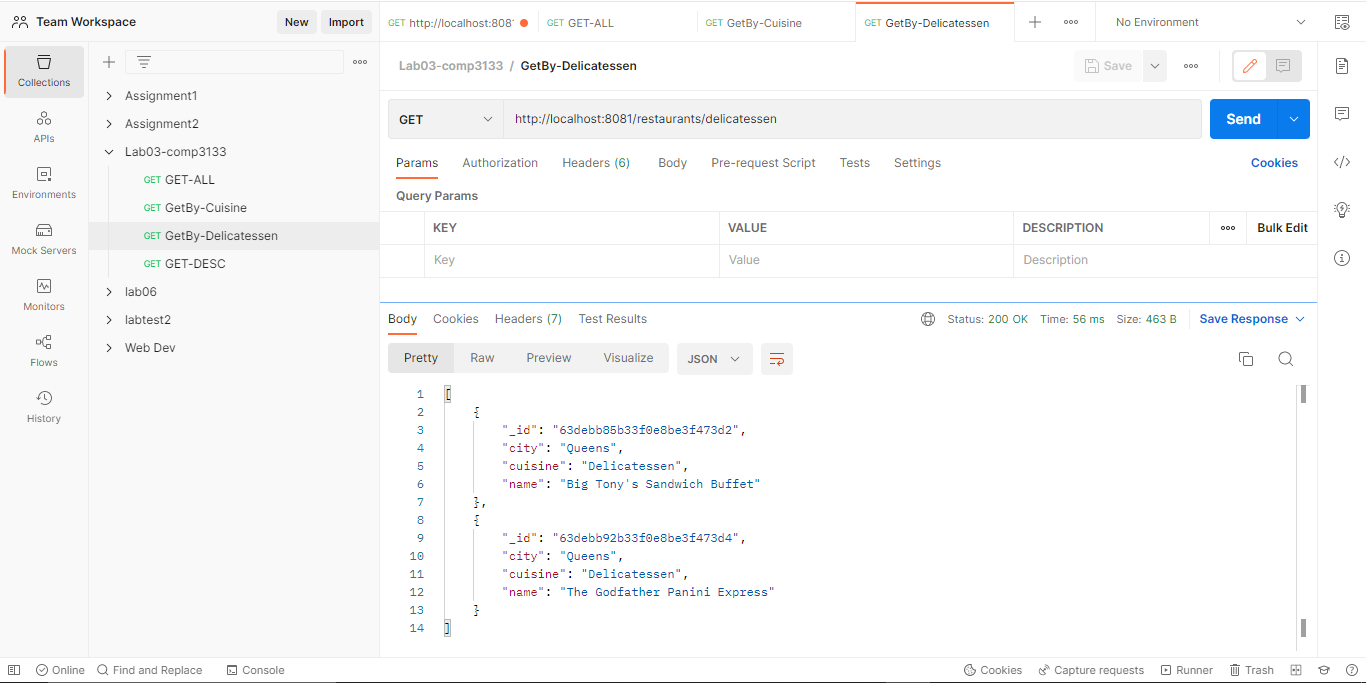 Team Workspace New Import GET http://localhost:808 GET GET-ALL GET GetBy-Cuisine GET GetBy-Delicatessen No Environment
Collections
APIs
Environments
Mock Servers
Monitors
Flows
History
Assignment1
Assignment2
Lab03-comp3133
GET GET-ALL
GET GetBy-Cuisine
GET GetBy-Delicatessen
GET GET-DESC
lab06
labtest2
Web Dev
Lab03-comp3133 / GetBy-Delicatessen Save
GET http://localhost:8081/restaurants/delicatessen Send
Params Authorization Headers (6) Body Pre-request Script Tests Settings Cookies
Query Params
KEY VALUE DESCRIPTION Bulk Edit
Key Value Description
Body Cookies Headers (7) Test Results Status: 200 OK Time: 56 ms Size: 463 B Save Response
Pretty Raw Preview Visualize JSON
1 [
2 {
3 "_id": "63debb85b33f0e8be3f473d2",
4 "city": "Queens",
5 "cuisine": "Delicatessen",
6 "name": "Big Tony's Sandwich Buffet"
7 },
8 {
9 "_id": "63debb92b33f0e8be3f473d4",
10 "city": "Queens",
11 "cuisine": "Delicatessen",
12 "name": "The Godfather Panini Express"
13 }
14 ]
Online Find and Replace Console Cookies Capture requests Runner Trash